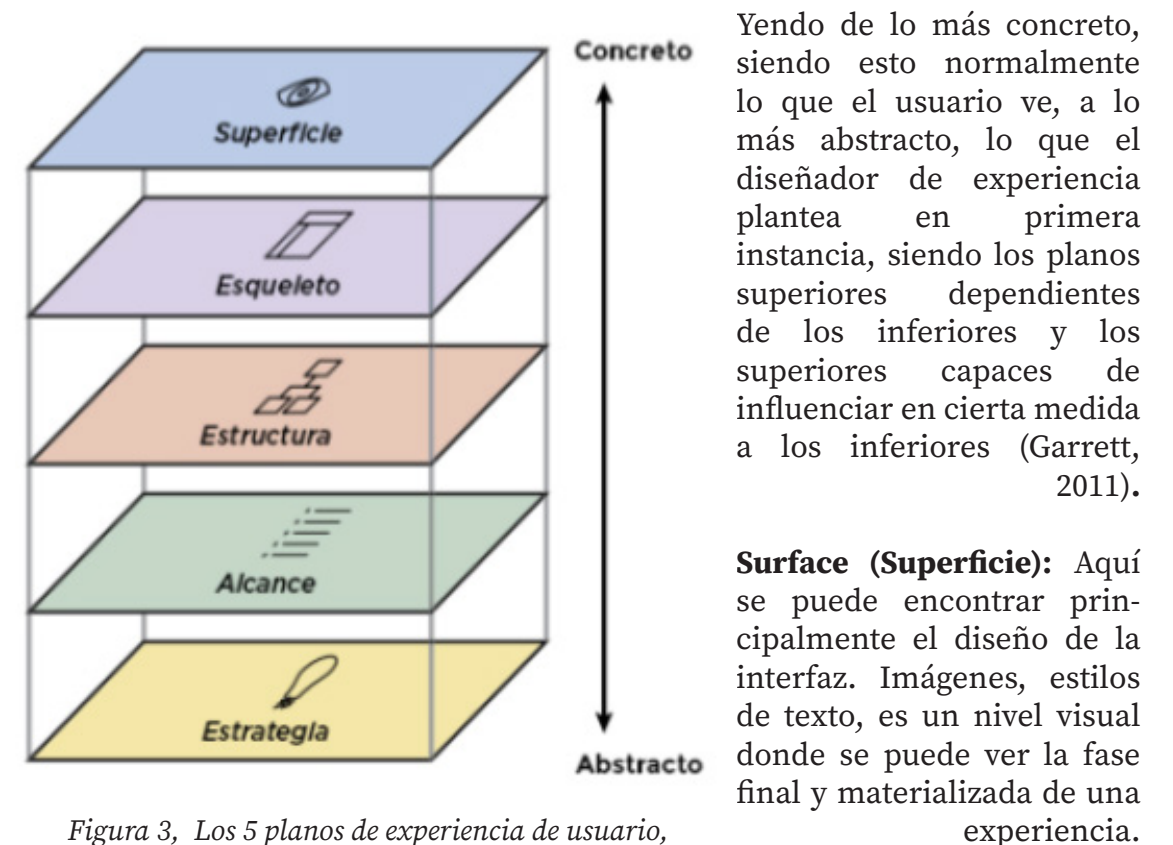 Concreto
Superficie
Esqueleto
Estructura
Alcance
Estrategia
Abstracto
Figura 3, Los 5 planos de experiencia de usuario,
Yendo de lo más concreto,
siendo esto normalmente
lo que el usuario ve, a lo
más abstracto, lo que el
diseñador de experiencia
plantea en primera
instancia, siendo los planos
superiores dependientes
de los inferiores y los
superiores capaces de
influenciar en cierta medida
a los inferiores (Garrett,
2011).
Surface (Superficie): Aquí
se puede encontrar prin-
cipalmente el diseño de la
interfaz. Imágenes, estilos
de texto, es un nivel visual
donde se puede ver la fase
final y materializada de una
experiencia.